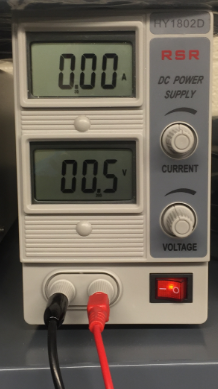 HY1802D
0.00 A
RSR
DC POWER
SUPPLY
00.5 V
CURRENT
VOLTAGE